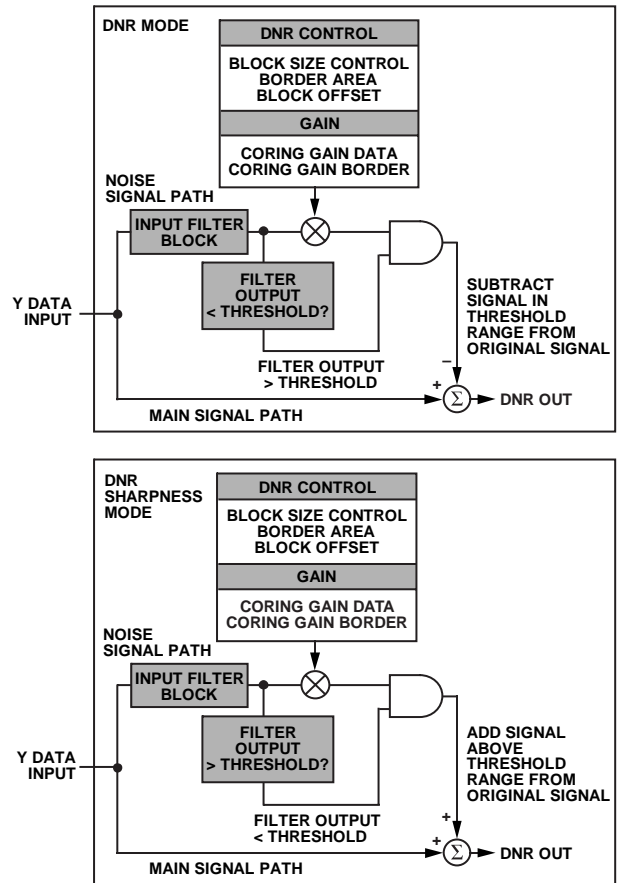 DNR MODE
DNR CONTROL
BLOCK SIZE CONTROL
BORDER AREA
BLOCK OFFSET
GAIN
CORING GAIN DATA
CORING GAIN BORDER
NOISE
SIGNAL PATH
INPUT FILTER
BLOCK
FILTER
OUTPUT
< THRESHOLD?
Y DATA
INPUT
SUBTRACT
SIGNAL IN
THRESHOLD
RANGE FROM
ORIGINAL SIGNAL
FILTER OUTPUT
> THRESHOLD
–
+
Σ
DNR OUT
MAIN SIGNAL PATH
DNR
SHARPNESS
MODE
DNR CONTROL
BLOCK SIZE CONTROL
BORDER AREA
BLOCK OFFSET
GAIN
CORING GAIN DATA
CORING GAIN BORDER
NOISE
SIGNAL PATH
INPUT FILTER
BLOCK
FILTER
OUTPUT
> THRESHOLD?
Y DATA
INPUT
ADD SIGNAL
ABOVE
THRESHOLD
RANGE FROM
ORIGINAL SIGNAL
FILTER OUTPUT
< THRESHOLD
+
+
Σ
DNR OUT
MAIN SIGNAL PATH